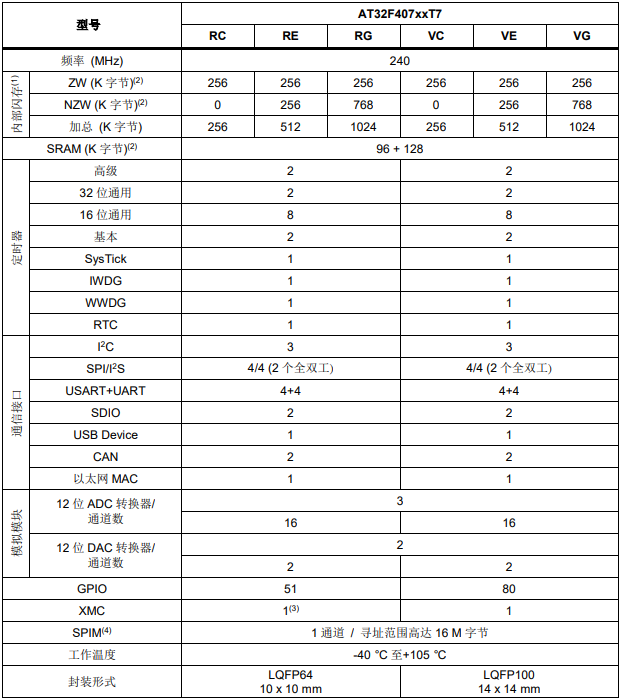 型号 AT32F407xxT7
RC RE RG VC VE VG
频率 (MHz) 240
内部闪存(1)
ZW (K 字节)(2) 256 256 256 256 256 256
NZW (K 字节)(2) 0 256 768 0 256 768
加总 (K 字节) 256 512 1024 256 512 1024
SRAM (K 字节)(2) 96 + 128
定时器
高级 2 2
32 位通用 2 2
16 位通用 8 8
基本 2 2
SysTick 1 1
IWDG 1 1
WWDG 1 1
RTC 1 1
通信接口
I2C 3 3
SPI/I2S 4/4 (2 个全双工) 4/4 (2 个全双工)
USART+UART 4+4 4+4
SDIO 2 2
USB Device 1 1
CAN 2 2
以太网 MAC 1 1
模拟模块
12 位 ADC 转换器/ 3
通道数 16 16
12 位 DAC 转换器/ 2
通道数 2 2
GPIO 51 80
XMC 1(3) 1
SPIM(4) 1 通道 / 寻址范围高达 16 M 字节
工作温度 -40 °C 至+105 °C
封装形式 LQFP64 LQFP100
10 x 10 mm 14 x 14 mm